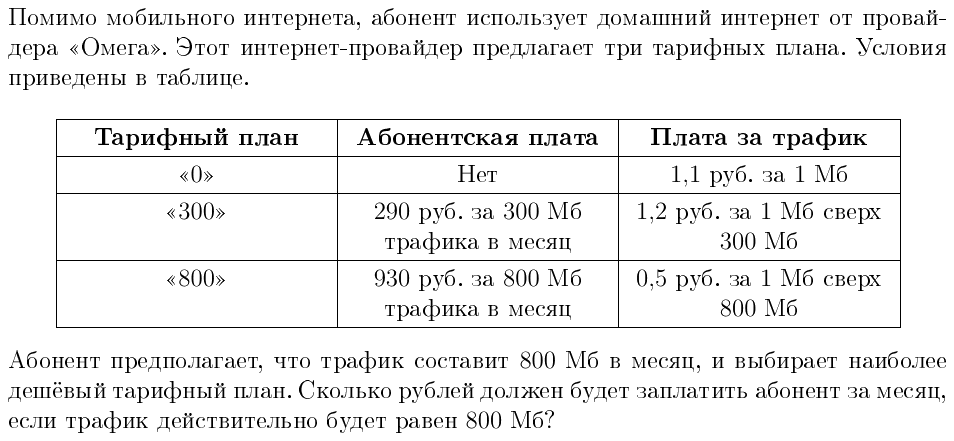 Помимо мобильного интернета, абонент использует домашний интернет от провай-
дера «Омега». Этот интернет-провайдер предлагает три тарифных плана. Условия
приведены в таблице.
Тарифный план Абонентская плата Плата за трафик
«0» Нет 1,1 руб. за 1 Мб
«300» 290 руб. за 300 Мб 1,2 руб. за 1 Мб сверх
трафика в месяц 300 Мб
«800» 930 руб. за 800 Мб 0,5 руб. за 1 Мб сверх
трафика в месяц 800 Мб
Абонент предполагает, что трафик составит 800 Мб в месяц, и выбирает наиболее
дешёвый тарифный план. Сколько рублей должен будет заплатить абонент за месяц,
если трафик действительно будет равен 800 Мб?